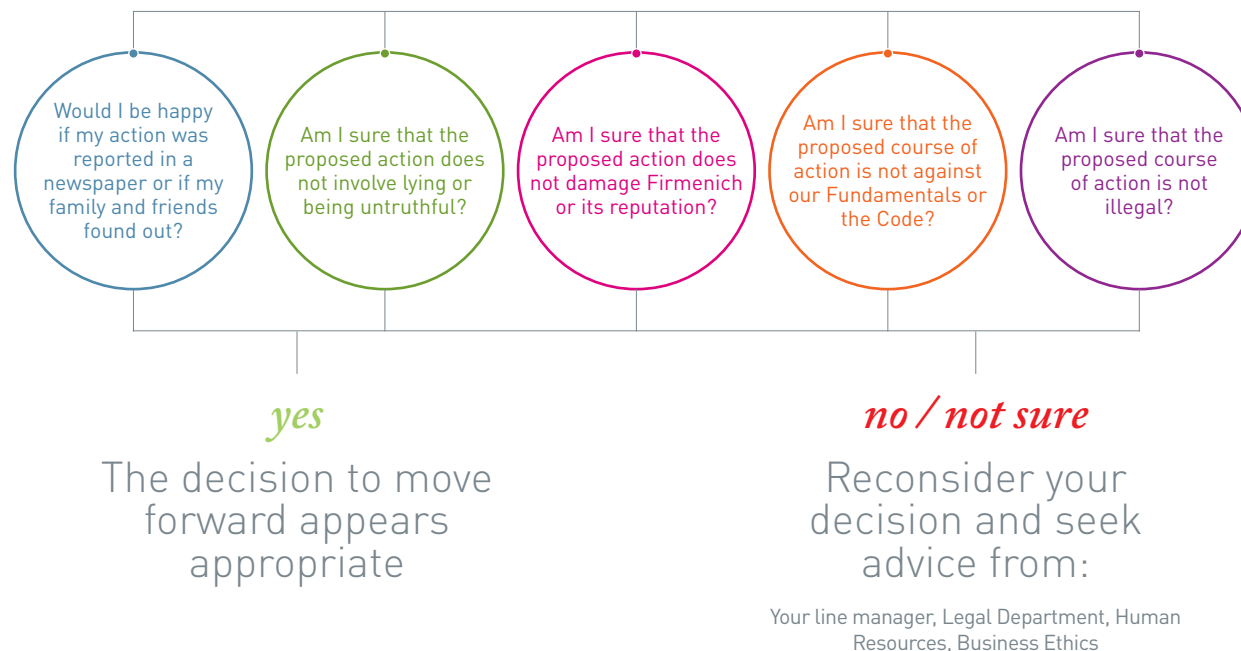 Would I be happy
if my action was
reported in a
newspaper or if my
family and friends
found out?
Am I sure that the
proposed action does
not involve lying or
being untruthful?
Am I sure that the
proposed action does
not damage Firmenich
or its reputation?
Am I sure that the
proposed course of
action is not against
our Fundamentals or
the Code?
Am I sure that the
proposed course
of action is not
illegal?
yes
The decision to move
forward appears
appropriate
no / not sure
Reconsider your
decision and seek
advice from:
Your line manager, Legal Department, Human
Resources, Business Ethics